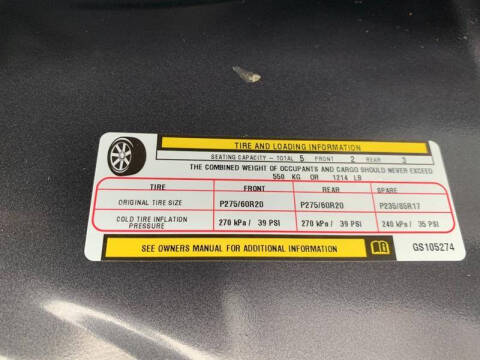 TIRE AND LOADING INFORMATION
SEATING CAPACITY – TOTAL 5 FRONT 2 REAR 3
THE COMBINED WEIGHT OF OCCUPANTS AND CARGO SHOULD NEVER EXCEED
550 KG OR 1214 LB
TIRE FRONT REAR SPARE
ORIGINAL TIRE SIZE P275/60R20 P275/60R20 P235/85R17
COLD TIRE INFLATION PRESSURE 270 kPa / 39 PSI 270 kPa / 39 PSI 240 kPa / 35 PSI
SEE OWNERS MANUAL FOR ADDITIONAL INFORMATION GS105274